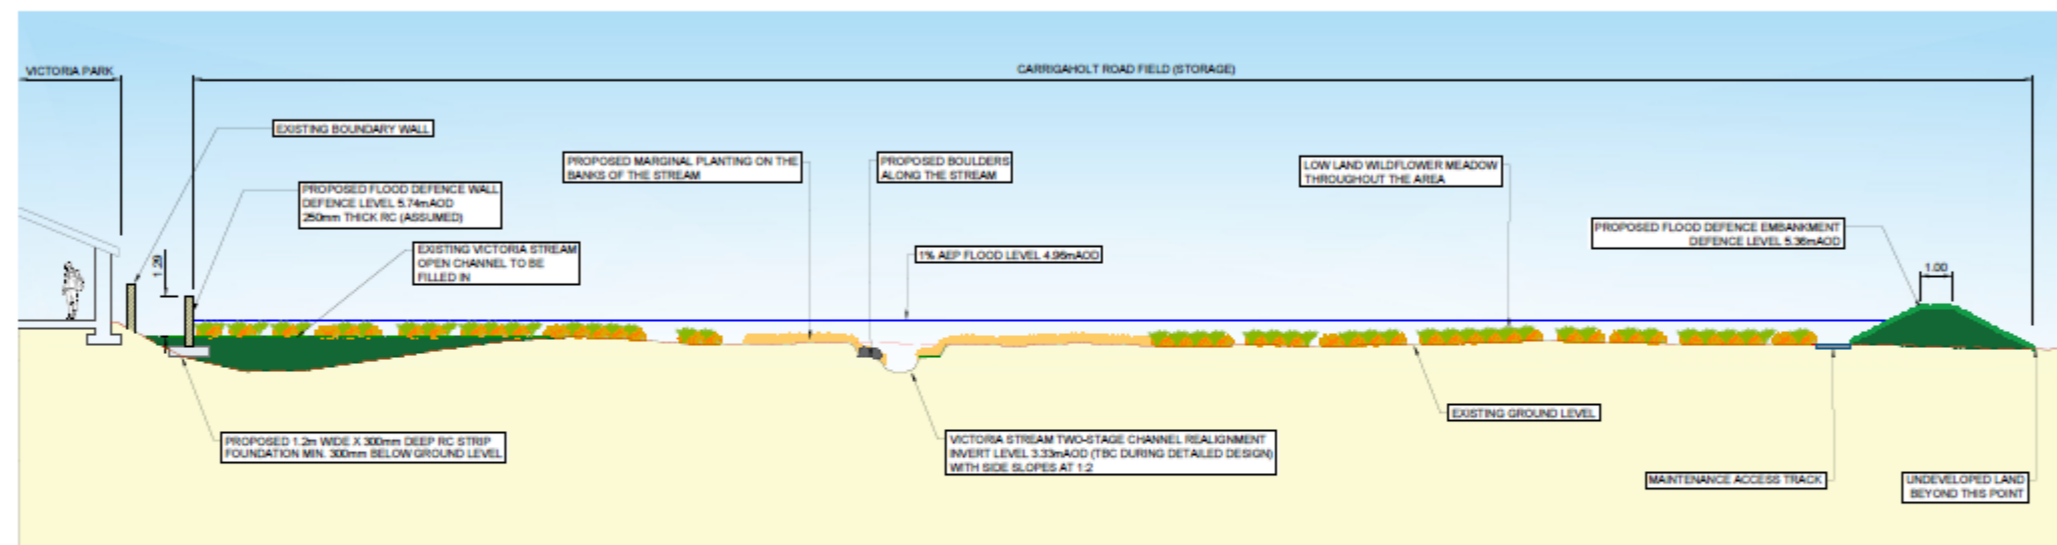 VICTORIA PARK
CARRIGAHOLT ROAD FIELD (STORAGE)
EXISTING BOUNDARY WALL
PROPOSED FLOOD DEFENCE WALL
DEFENCE LEVEL 5.74mAOD
250mm THICK RC (ASSUMED)
EXISTING VICTORIA STREAM
OPEN CHANNEL TO BE
FILLED IN
1.29
PROPOSED MARGINAL PLANTING ON THE
BANKS OF THE STREAM
PROPOSED BOULDERS
ALONG THE STREAM
1% AEP FLOOD LEVEL 4.96mAOD
LOW LAND WILDFLOWER MEADOW
THROUGHOUT THE AREA
PROPOSED FLOOD DEFENCE EMBANKMENT
DEFENCE LEVEL 5.36mAOD
1.00
PROPOSED 1.2m WIDE X 300mm DEEP RC STRIP
FOUNDATION MIN. 300mm BELOW GROUND LEVEL
VICTORIA STREAM TWO-STAGE CHANNEL REALIGNMENT
INVERT LEVEL 3.33mAOD (TBC DURING DETAILED DESIGN)
WITH SIDE SLOPES AT 1:2
EXISTING GROUND LEVEL
MAINTENANCE ACCESS TRACK
UNDEVELOPED LAND
BEYOND THIS POINT